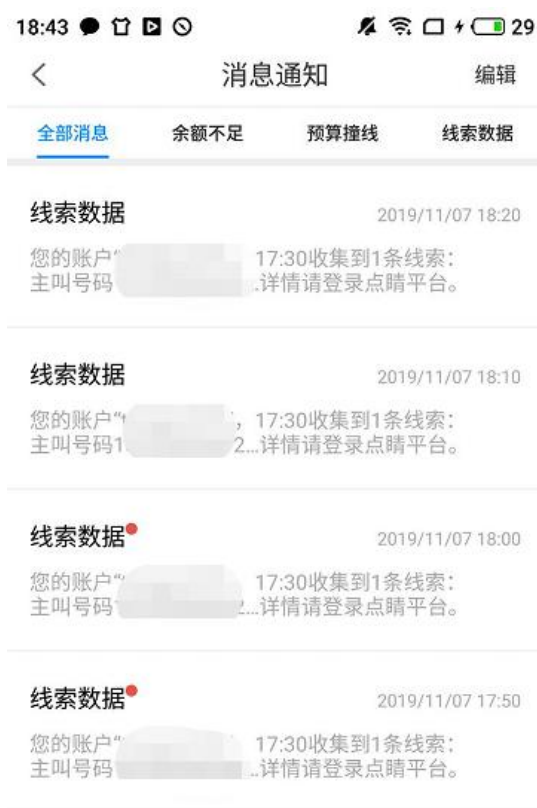 18:43
29
消息通知
编辑
全部消息
余额不足
预算撞线
线索数据
线索数据
2019/11/07 18:20
您的账户“ 17:30收集到1条线索：
主叫号码 ...详情请登录点睛平台。
线索数据
2019/11/07 18:10
您的账户“ ，17:30收集到1条线索：
主叫号码1 2...详情请登录点睛平台。
线索数据
2019/11/07 18:00
您的账户“ 17:30收集到1条线索：
主叫号码 2...详情请登录点睛平台。
线索数据
2019/11/07 17:50
您的账户“ 17:30收集到1条线索：
主叫号码 ...详情请登录点睛平台。